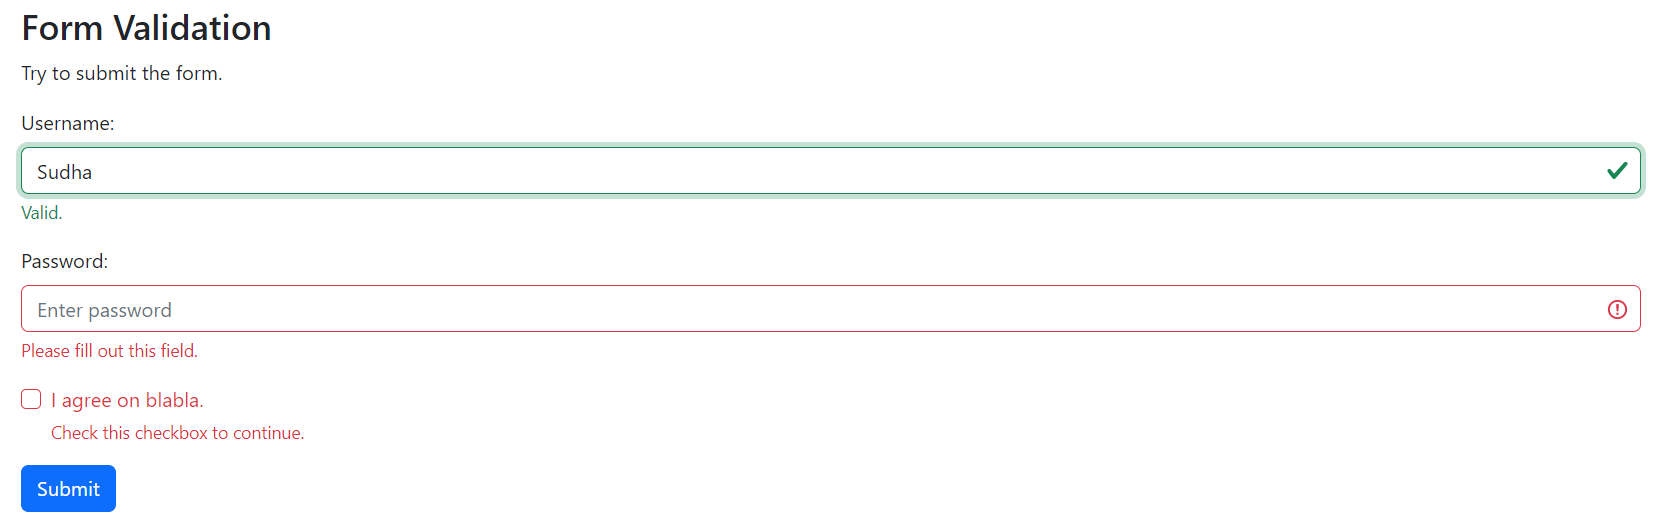 Form Validation
Try to submit the form.
Username:
Sudha
Valid.
Password:
Enter password
Please fill out this field.
I agree on blabla.
Check this checkbox to continue.
Submit